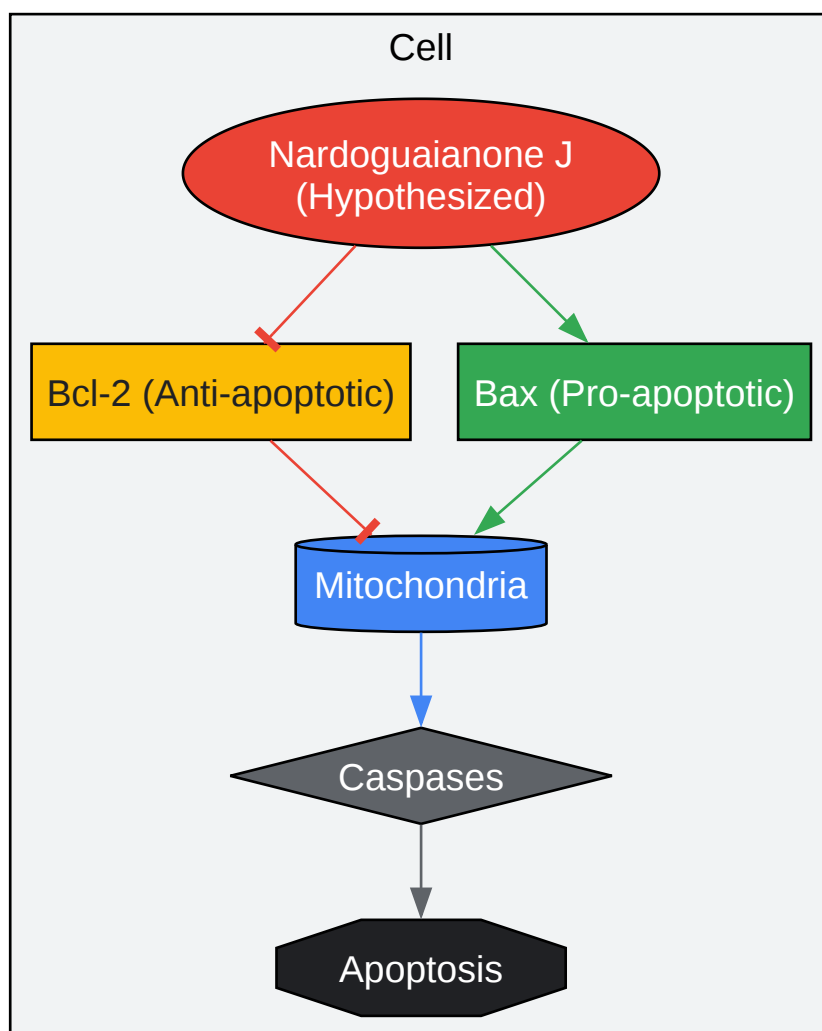 Cell
Nardoguaianone J
(Hypothesized)
Bcl-2 (Anti-apoptotic)
Bax (Pro-apoptotic)
Mitochondria
Caspases
Apoptosis